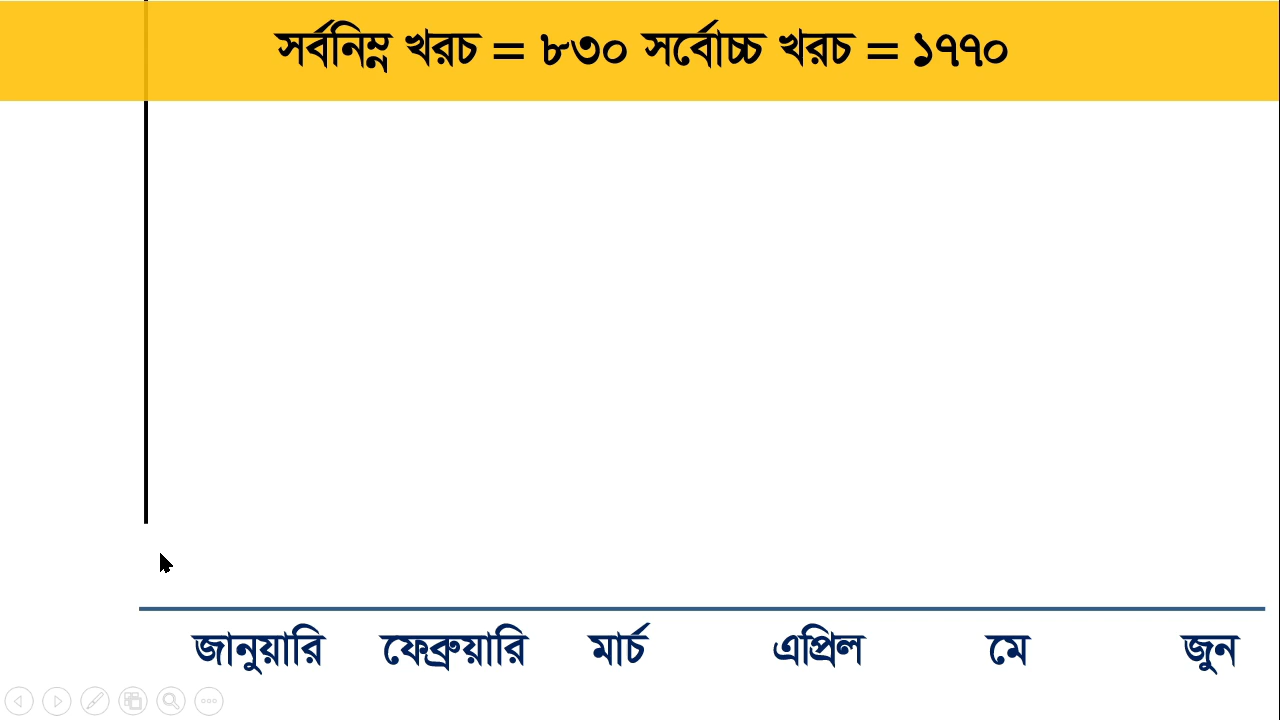 সর্বনিম্ন খরচ = ৮৩০ সর্বোচ্চ খরচ = ১৭৭০
জানুয়ারি ফেব্রুয়ারি মার্চ এপ্রিল মে জুন